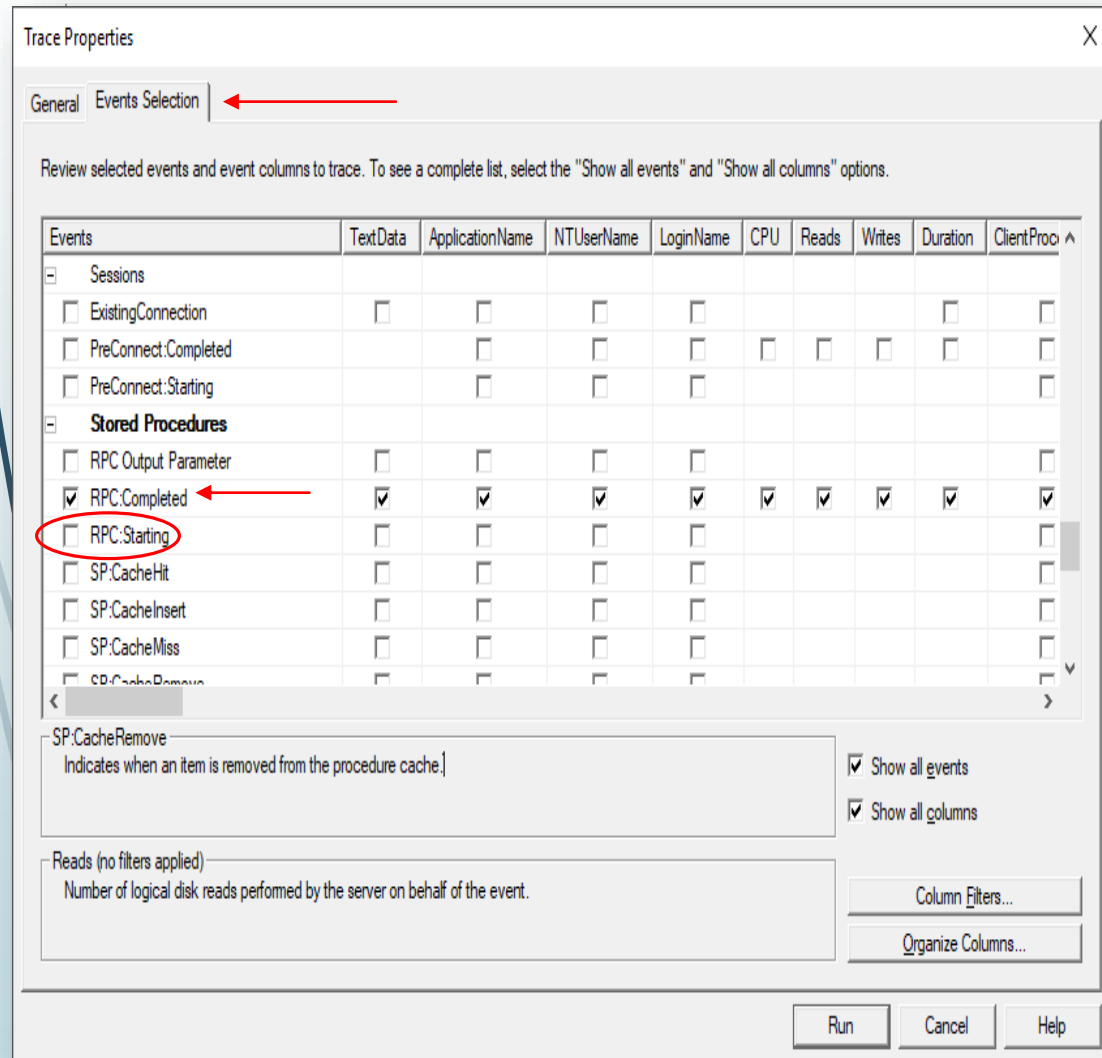 Trace Properties
General Events Selection
Review selected events and event columns to trace. To see a complete list, select the "Show all events" and "Show all columns" options.
Events TextData ApplicationName NTUserName LoginName CPU Reads Writes Duration ClientProc
Sessions
ExistingConnection
PreConnect:Completed
PreConnect:Starting
Stored Procedures
RPC Output Parameter
RPC:Completed
RPC:Starting
SP:CacheHit
SP:CacheInsert
SP:CacheMiss
SP:CacheRemove
SP:CacheRemove
Indicates when an item is removed from the procedure cache.
Show all events
Show all columns
Reads (no filters applied)
Number of logical disk reads performed by the server on behalf of the event.
Column Filters...
Organize Columns...
Run Cancel Help